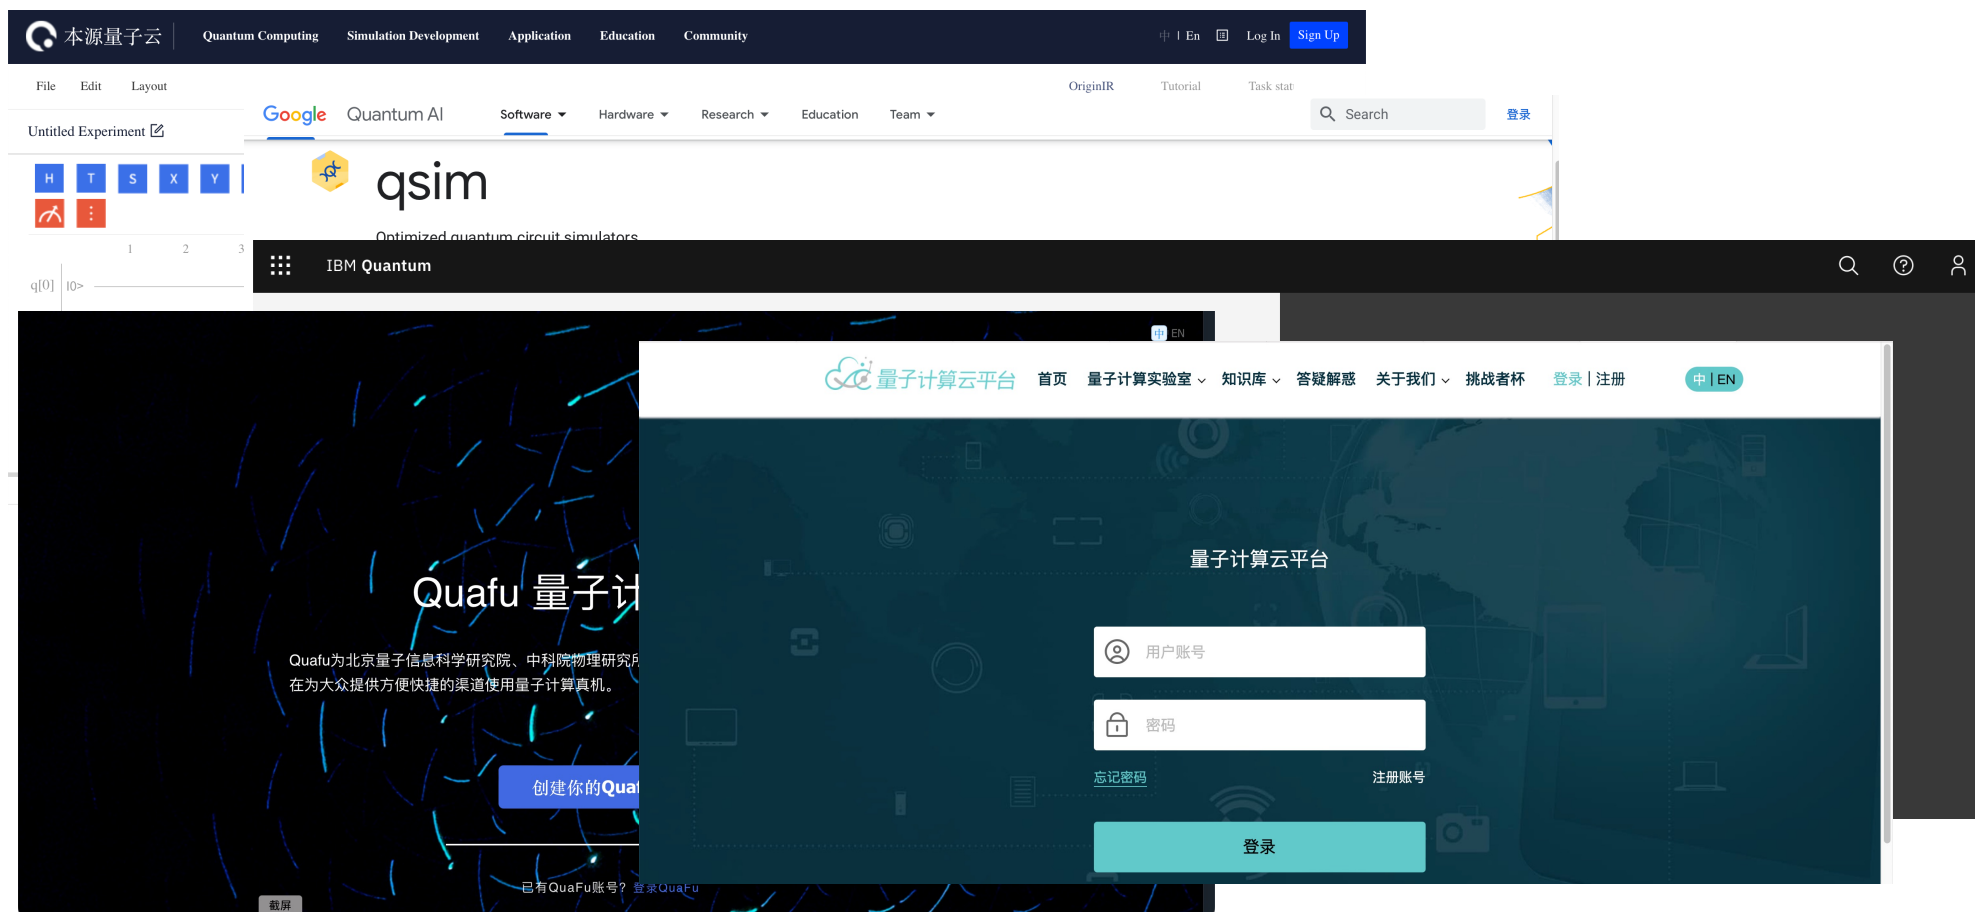 本源量子云 Quantum Computing Simulation Development Application Education Community 中 | En Log In Sign Up
File Edit Layout OriginIR Tutorial Task stat
Google Quantum AI Software Hardware Research Education Team Search 登录
Untitled Experiment
H T S X Y
qsim
Optimized quantum circuit simulators
1 2 3
IBM Quantum
q[0] |0>
中 EN
量子计算云平台 首页 量子计算实验室 知识库 答疑解惑 关于我们 挑战者杯 登录 | 注册 中 | EN
量子计算云平台
Quafu 量子计
用户账号
Quafu为北京量子信息科学研究院、中科院物理研究所
在为大众提供方便快捷的渠道使用量子计算真机。
密码
忘记密码 注册账号
创建你的Quaf
登录
已有QuaFu账号? 登录QuaFu
截屏